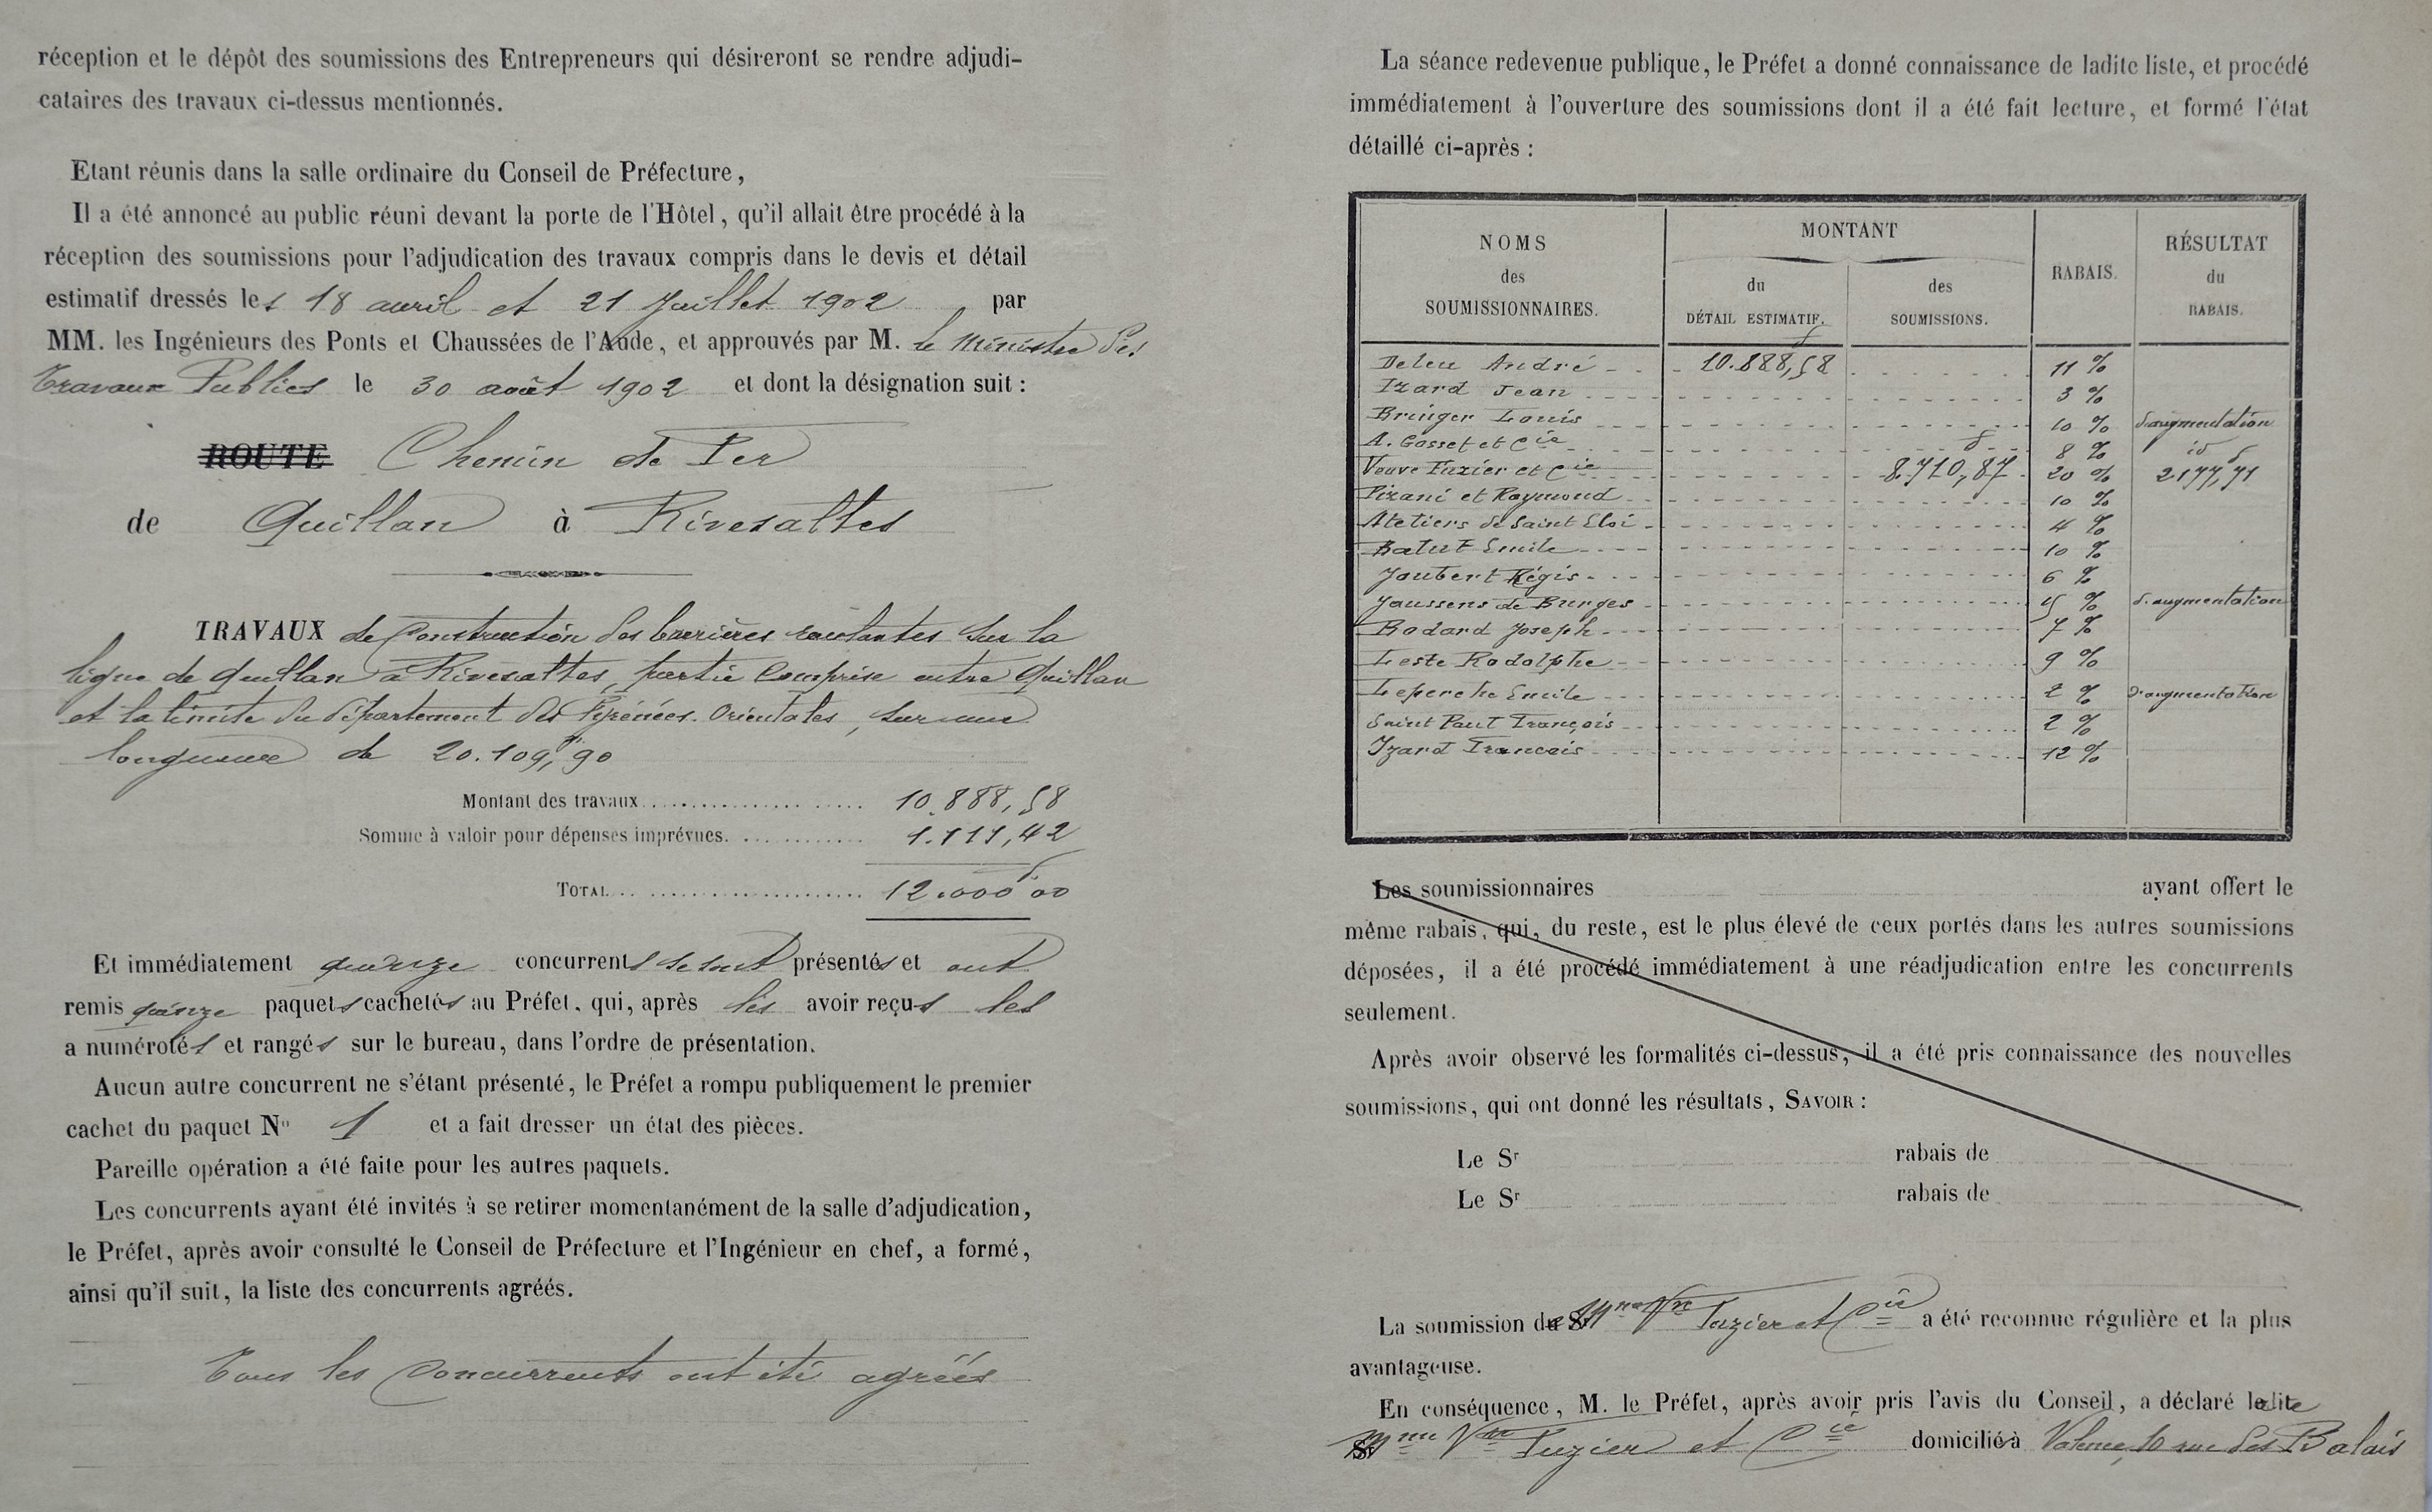 réception et le dépôt des soumissions des Entrepreneurs qui désireront se rendre adjudi-
cataires des travaux ci-dessus mentionnés.
Etant réunis dans la salle ordinaire du Conseil de Préfecture,
Il a été annoncé au public réuni devant la porte de l'Hôtel, qu'il allait être procédé à la
réception des soumissions pour l'adjudication des travaux compris dans le devis et détail
estimatif dressés les 18 avril et 21 Juillet 1902, par
MM. les Ingénieurs des Ponts et Chaussées de l'Aude, et approuvés par M. le Ministre des
Travaux Publics le 30 août 1902 et dont la désignation suit :
ROUTE Chemin de Fer
de Quillan à Rivesaltes
TRAVAUX de Construction des barrières roulantes sur la
ligne de Quillan à Rivesaltes, partie comprise entre Quillan
et la limite du département des Pyrénées-Orientales, sur une
longueur de 20.109,m90
Montant des travaux 10.888,58
Somme à valoir pour dépenses imprévues. 1.111,42
TOTAL 12.000f00
Et immédiatement quinze concurrents se sont présentés et ont
remis quinze paquets cachetés au Préfet, qui, après les avoir reçus les
a numérotés et rangés sur le bureau, dans l'ordre de présentation.
Aucun autre concurrent ne s'étant présenté, le Préfet a rompu publiquement le premier
cachet du paquet No 1 et a fait dresser un état des pièces.
Pareille opération a été faite pour les autres paquets.
Les concurrents ayant été invités à se retirer momentanément de la salle d'adjudication,
le Préfet, après avoir consulté le Conseil de Préfecture et l'Ingénieur en chef, a formé,
ainsi qu'il suit, la liste des concurrents agréés.
Tous les Concurrents ont été agréés
La séance redevenue publique, le Préfet a donné connaissance de ladite liste, et procédé
immédiatement à l'ouverture des soumissions dont il a été fait lecture, et formé l'état
détaillé ci-après :
NOMS des SOUMISSIONNAIRES. MONTANT du DÉTAIL ESTIMATIF. des SOUMISSIONS. RABAIS. RÉSULTAT du RABAIS.
Deleu André 10.888,f58 11 %
Izard Jean 3 %
Bringer Louis 10 % d'augmentation
A. Gosset et Cie 8 % id
Veuve Fuzier et Cie 8.710,f87 20 % 2177,f71
Pizani et Raymond 10 %
Ateliers de Saint Eloi 4 %
Batut Emile 10 %
Joubert Régis 6 %
Jaussens de Burges 5 % d'augmentation
Rodard Joseph 7 %
Leste Rodolphe 9 %
Leperche Emile 2 % d'augmentation
Saint Paul François 2 %
Izard Francois 12 %
Les soumissionnaires ayant offert le
même rabais, qui, du reste, est le plus élevé de ceux portés dans les autres soumissions
déposées, il a été procédé immédiatement à une réadjudication entre les concurrents
seulement.
Après avoir observé les formalités ci-dessus, il a été pris connaissance des nouvelles
soumissions, qui ont donné les résultats, SAVOIR :
Le Sr rabais de
Le Sr rabais de
La soumission de Mme Vve Fuzier et Cie a été reconnue régulière et la plus
avantageuse.
En conséquence, M. le Préfet, après avoir pris l'avis du Conseil, a déclaré ladite
Mme Vve Fuzier et Cie domicilié à Valence, 10 rue des Balais